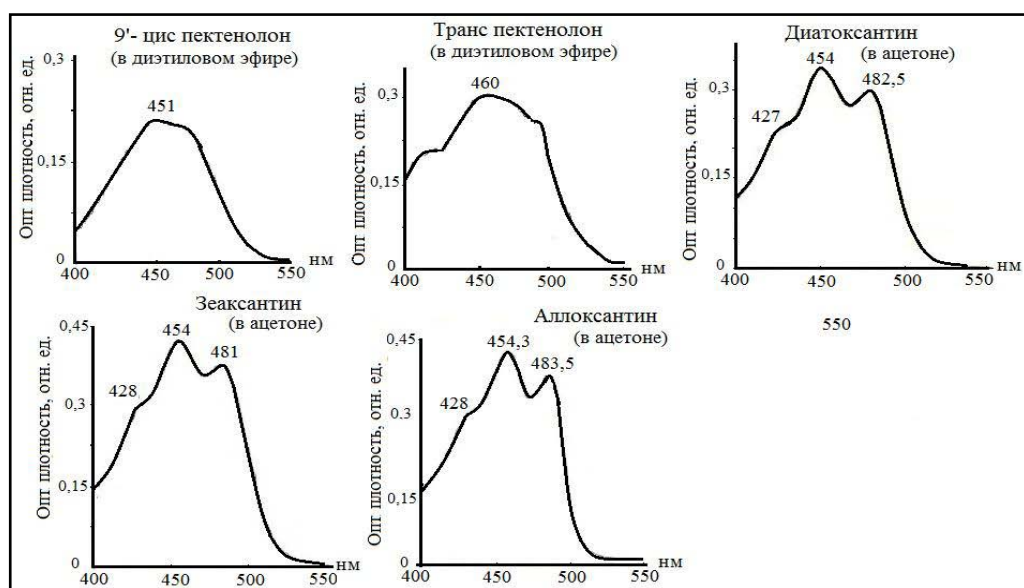 9'- цис пектенолон
(в диэтиловом эфире)
Опт плотность, отн. ед.
0,3
0,15
0
451
400
450
500
550
нм
Транс пектенолон
(в диэтиловом эфире)
Опт плотность, отн. ед.
0,3
0,15
0
460
400
450
500
550
нм
Диатоксантин
(в ацетоне)
Опт плотность, отн. ед.
0,3
0,15
0
427
454
482,5
400
450
500
550
нм
Зеаксантин
(в ацетоне)
Опт плотность, отн. ед.
0,45
0,3
0,15
0
428
454
481
400
450
500
550
нм
Аллоксантин
(в ацетоне)
Опт плотность, отн. ед.
0,45
0,3
0,15
0
428
454,3
483,5
400
450
500
550
нм
550